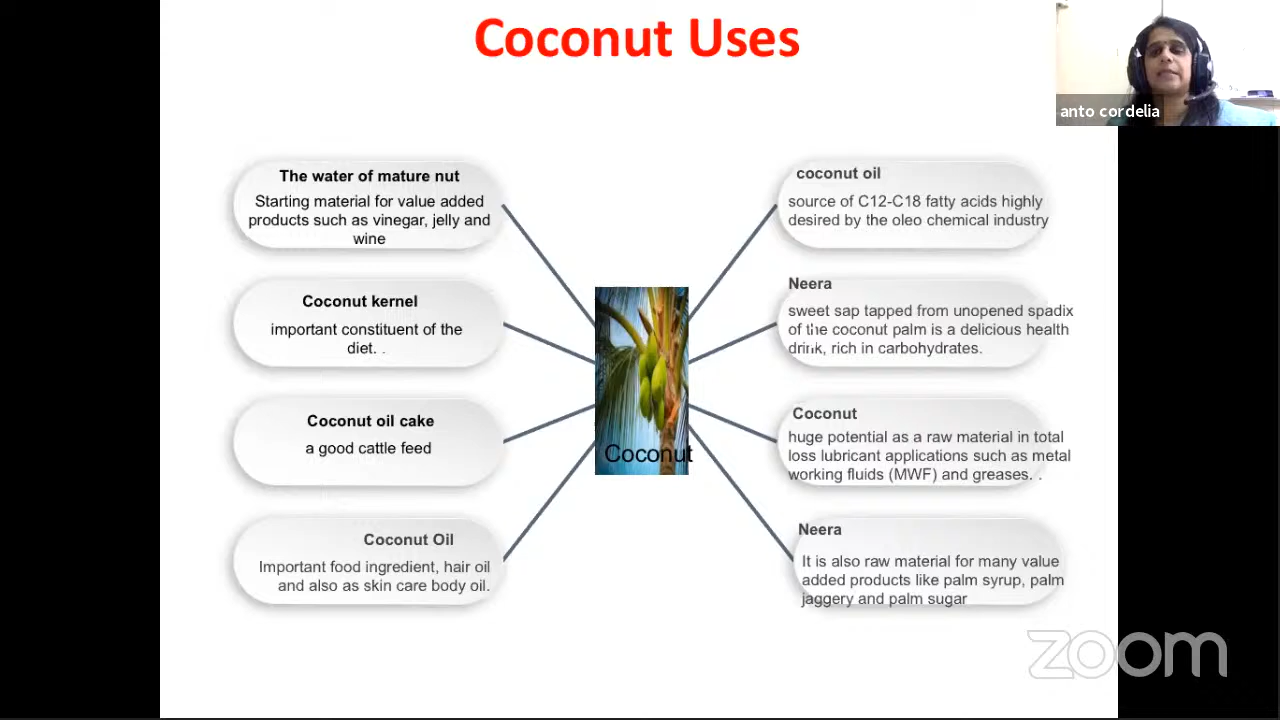 Coconut Uses
anto cordelia
The water of mature nut
Starting material for value added
products such as vinegar, jelly and
wine
Coconut kernel
important constituent of the
diet. .
Coconut oil cake
a good cattle feed
Coconut Oil
Important food ingredient, hair oil
and also as skin care body oil.
Coconut
coconut oil
source of C12-C18 fatty acids highly
desired by the oleo chemical industry
Neera
sweet sap tapped from unopened spadix
of the coconut palm is a delicious health
drink, rich in carbohydrates.
Coconut
huge potential as a raw material in total
loss lubricant applications such as metal
working fluids (MWF) and greases. .
Neera
It is also raw material for many value
added products like palm syrup, palm
jaggery and palm sugar
zoom